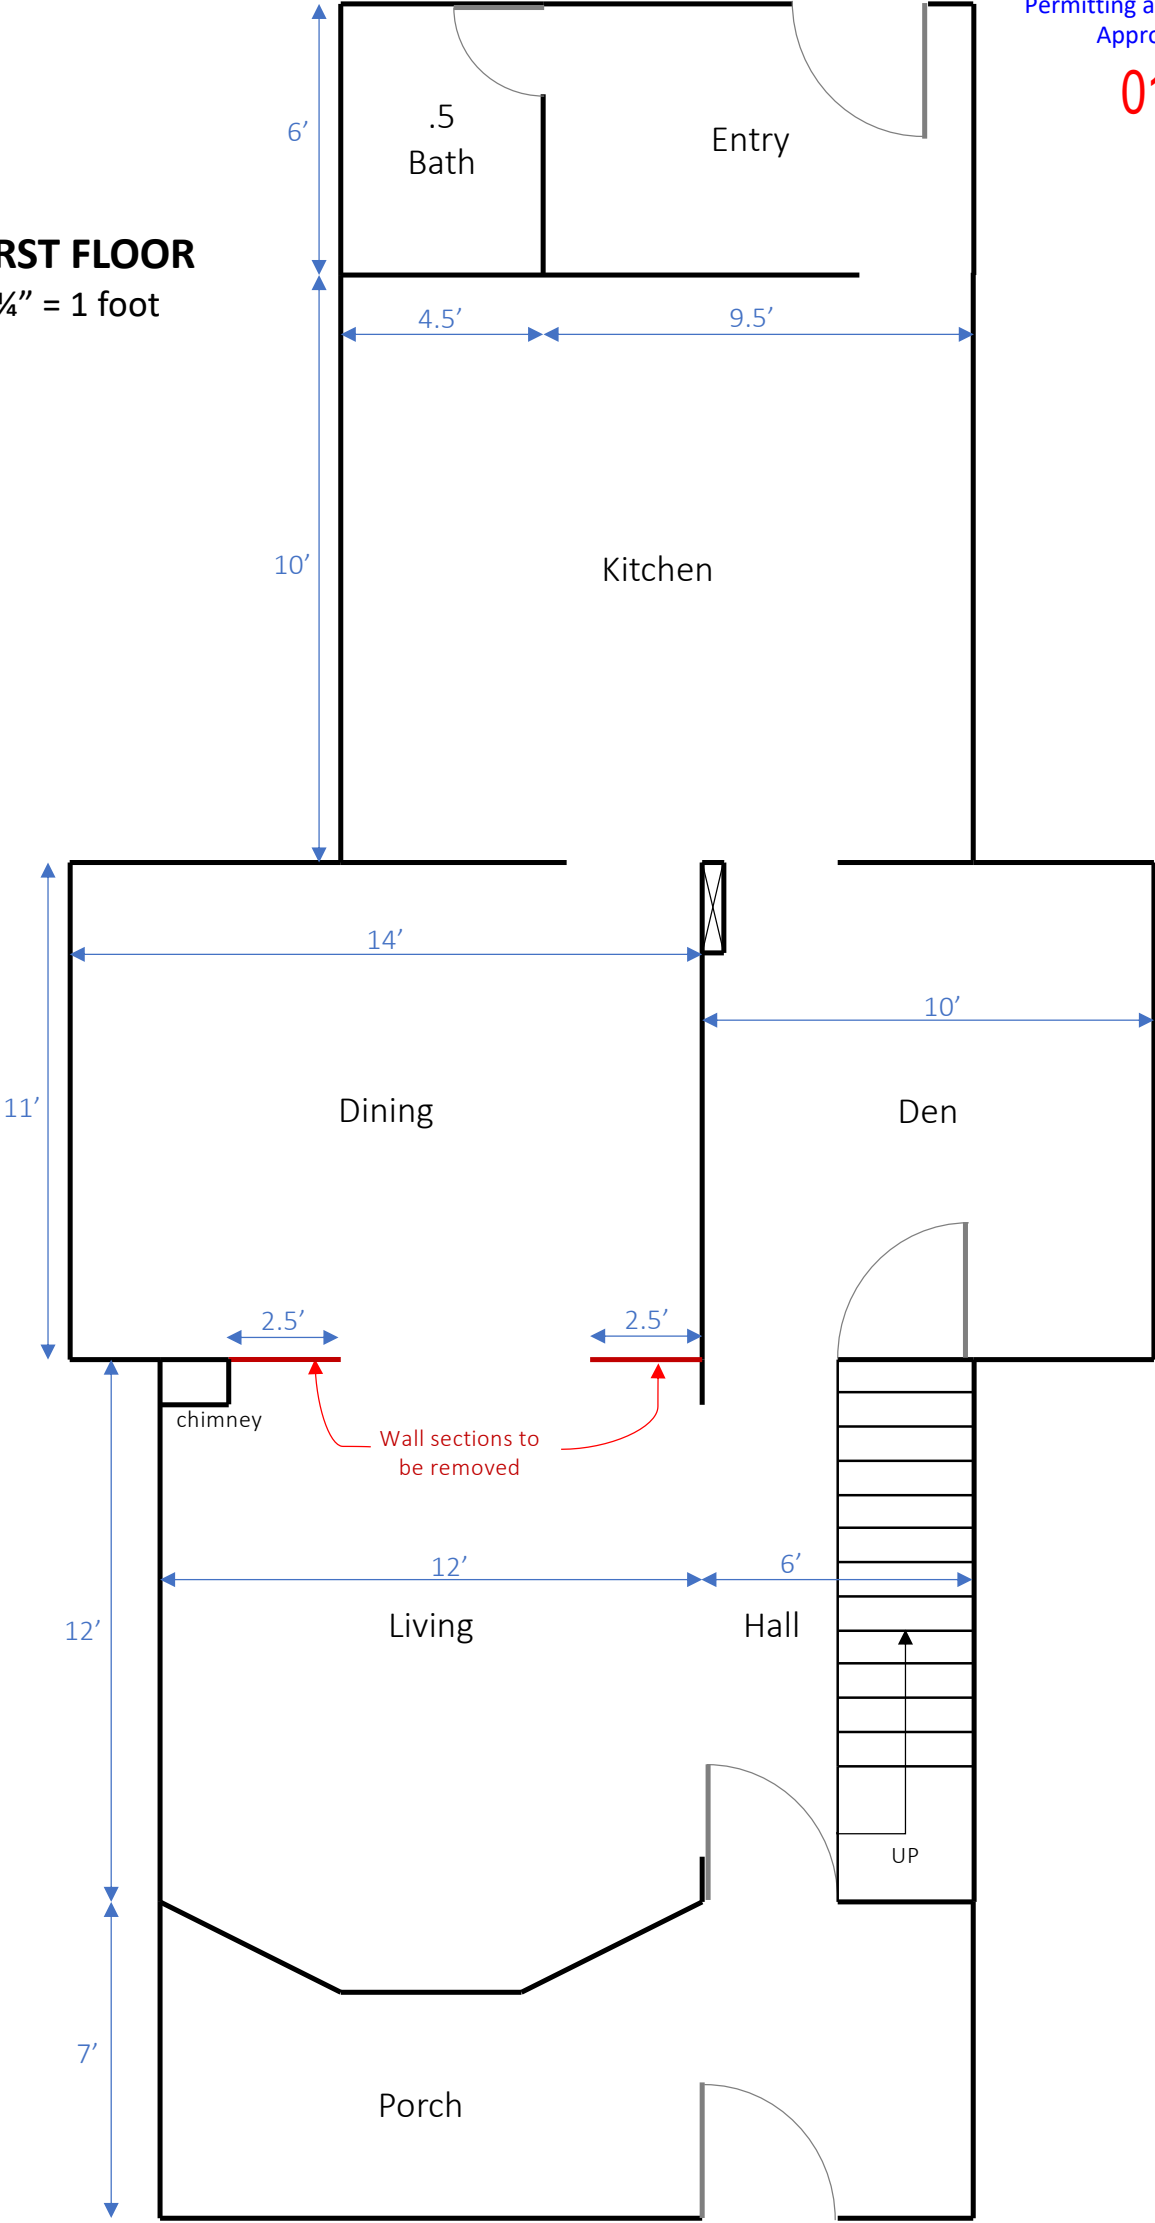 Permitting a
Appro
.5
Bath
Entry
6’
RST FLOOR
¼” = 1 foot
4.5’
9.5’
10’
Kitchen
14’
10’
11’
Dining
Den
2.5’
2.5’
chimney
Wall sections to
be removed
12’
6’
12’
Living
Hall
UP
7’
Porch